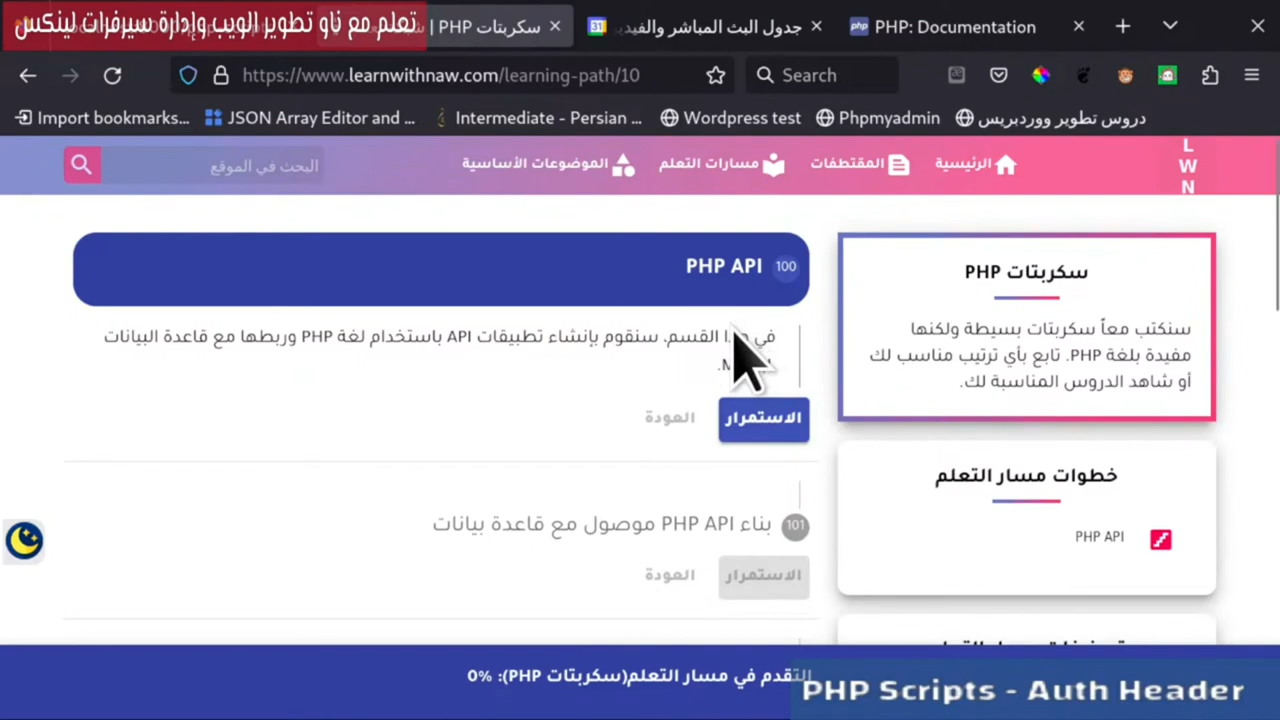 تعلم مع ناو تطوير الويب وإدارة سيرفرات لينكس
سكربتات PHP |
جدول البث المباشر والفيدي
PHP: Documentation
https://www.learnwithnaw.com/learning-path/10
Search
Import bookmarks...
JSON Array Editor and ...
Intermediate - Persian ...
Wordpress test
Phpmyadmin
دروس تطوير ووردبريس
L
W
N
الرئيسية
المقتطفات
مسارات التعلم
الموضوعات الأساسية
البحث في الموقع
سكربتات PHP
سنكتب معاً سكربتات بسيطة ولكنها
مفيدة بلغة PHP. تابع بأي ترتيب مناسب لك
أو شاهد الدروس المناسبة لك.
خطوات مسار التعلم
PHP API
100 PHP API
في القسم، سنقوم بإنشاء تطبيقات API باستخدام لغة PHP وربطها مع قاعدة البيانات
الاستمرار
العودة
101 بناء PHP API موصول مع قاعدة بيانات
الاستمرار
العودة
التقدم في مسار التعلم(سكربتات PHP): 0%
PHP Scripts - Auth Header